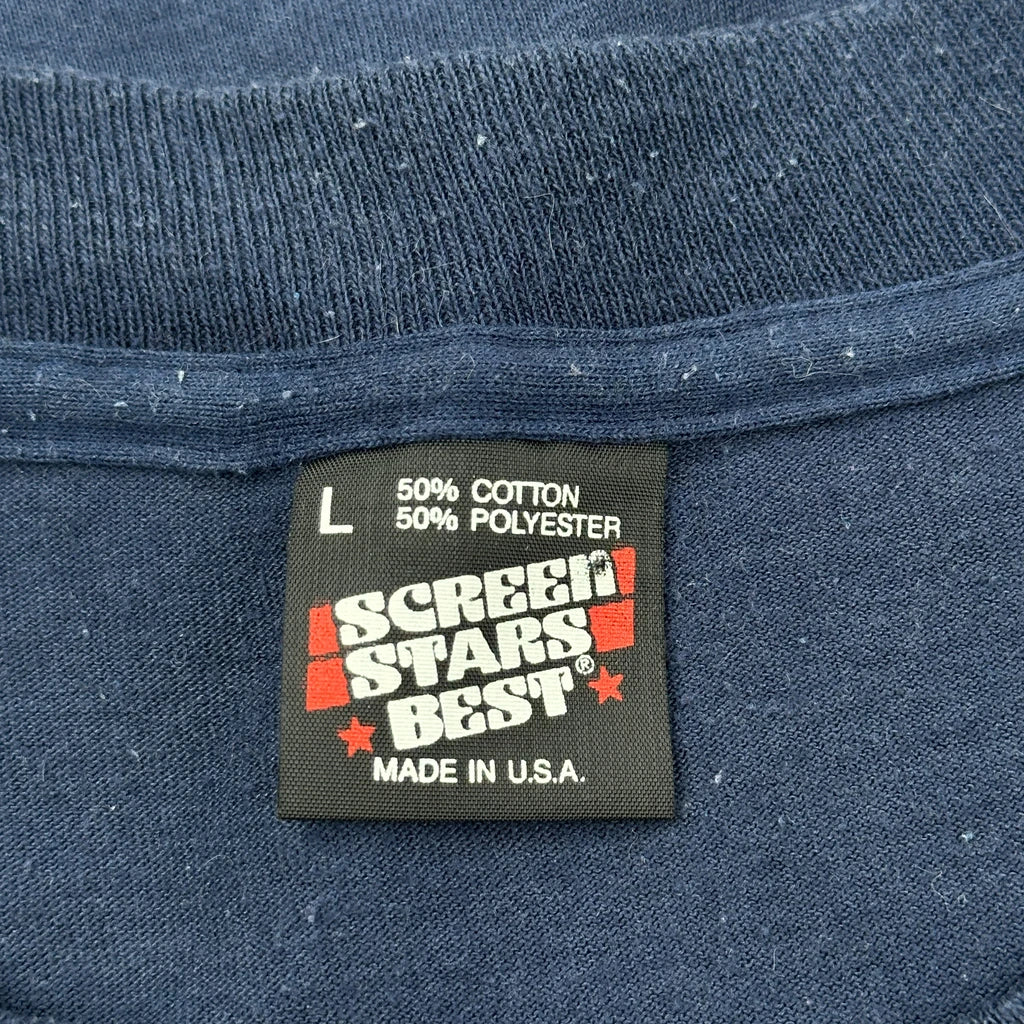 L
50% COTTON
50% POLYESTER
SCREEN
STARS
BEST®
MADE IN U.S.A.